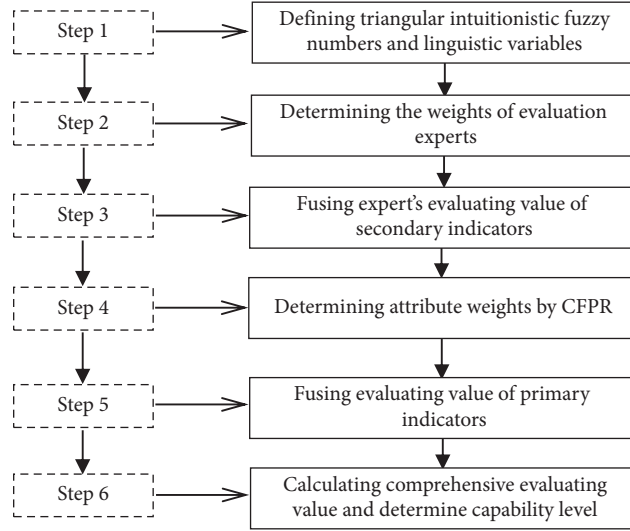 Step 1
Defining triangular intuitionistic fuzzy
numbers and linguistic variables
Step 2
Determining the weights of evaluation
experts
Step 3
Fusing expert's evaluating value of
secondary indicators
Step 4
Determining attribute weights by CFPR
Step 5
Fusing evaluating value of primary
indicators
Step 6
Calculating comprehensive evaluating
value and determine capability level